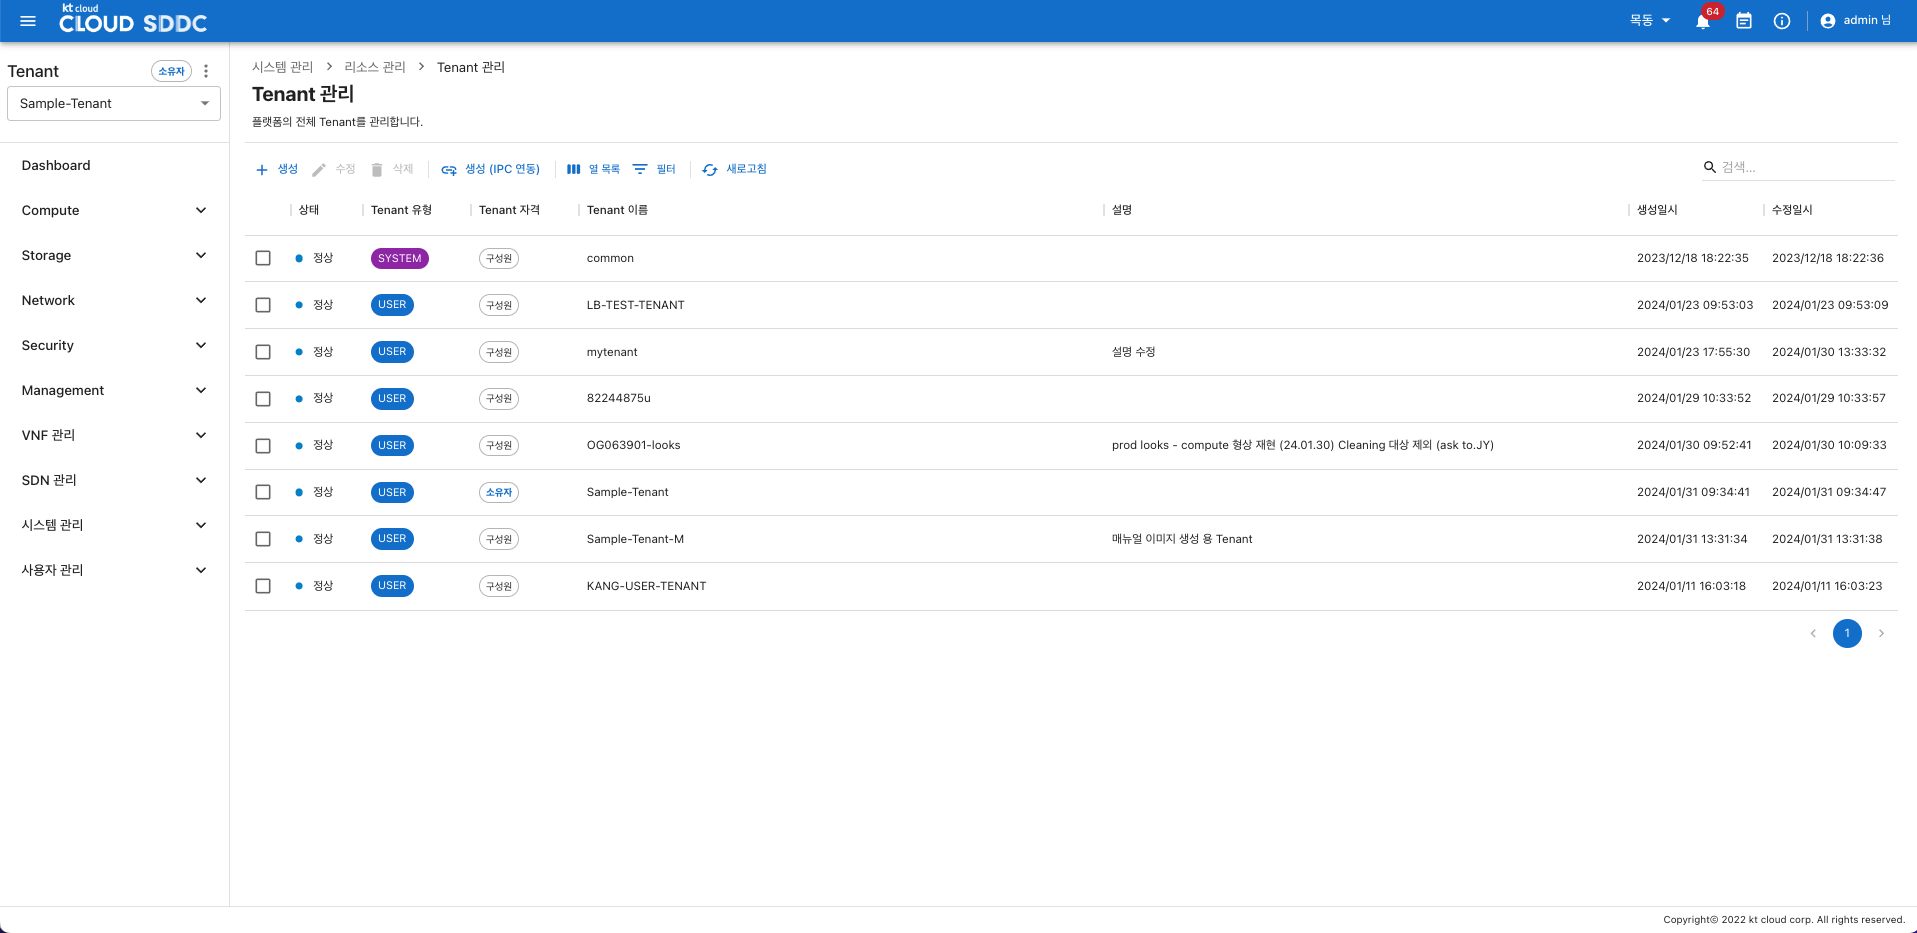 kt cloud
CLOUD SDDC
목동
64
admin 님
Tenant
소유자
Sample-Tenant
Dashboard
Compute
Storage
Network
Security
Management
VNF 관리
SDN 관리
시스템 관리
사용자 관리
시스템 관리 > 리소스 관리 > Tenant 관리
Tenant 관리
플랫폼의 전체 Tenant를 관리합니다.
생성 수정 삭제 생성 (IPC 연동) 열 목록 필터 새로고침 검색...
상태 Tenant 유형 Tenant 자격 Tenant 이름 설명 생성일시 수정일시
정상 SYSTEM 구성원 common 2023/12/18 18:22:35 2023/12/18 18:22:36
정상 USER 구성원 LB-TEST-TENANT 2024/01/23 09:53:03 2024/01/23 09:53:09
정상 USER 구성원 mytenant 설명 수정 2024/01/23 17:55:30 2024/01/30 13:33:32
정상 USER 구성원 82244875u 2024/01/29 10:33:52 2024/01/29 10:33:57
정상 USER 구성원 OG063901-looks prod looks - compute 형상 재현 (24.01.30) Cleaning 대상 제외 (ask to.JY) 2024/01/30 09:52:41 2024/01/30 10:09:33
정상 USER 소유자 Sample-Tenant 2024/01/31 09:34:41 2024/01/31 09:34:47
정상 USER 구성원 Sample-Tenant-M 매뉴얼 이미지 생성 용 Tenant 2024/01/31 13:31:34 2024/01/31 13:31:38
정상 USER 구성원 KANG-USER-TENANT 2024/01/11 16:03:18 2024/01/11 16:03:23
1
Copyright© 2022 kt cloud corp. All rights reserved.